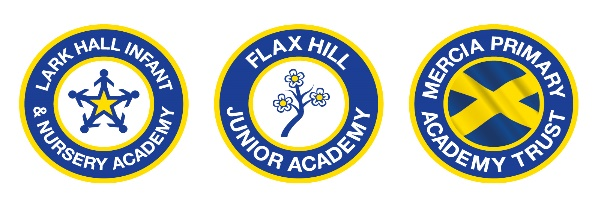 LARK HALL INFANT
& NURSERY ACADEMY
FLAX HILL
JUNIOR ACADEMY
MERCIA PRIMARY
ACADEMY TRUST